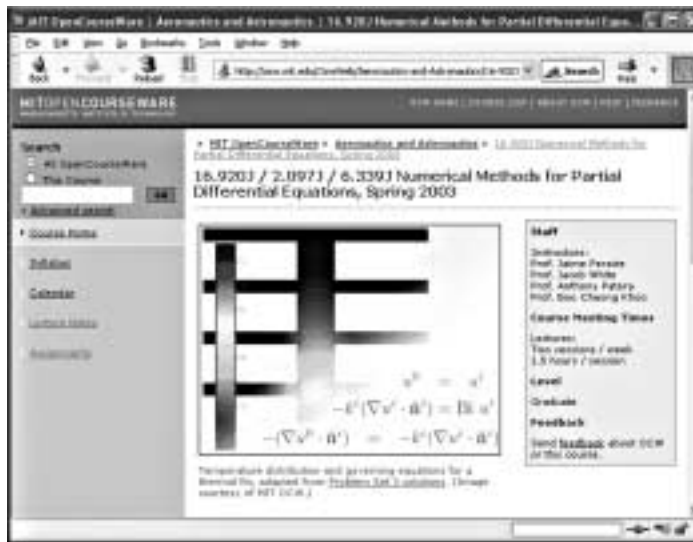 MIT OpenCourseWare | Aeronautics and Astronautics | 16.920J Numerical Methods for Partial Differential Equa...
File Edit View Go Bookmarks Tools Window Help
Back Reload
Search
Print
MITOPENCOURSEWARE
MASSACHUSETTS INSTITUTE OF TECHNOLOGY
Search
All OpenCourseWare
This Course
GO
Advanced search
Course Home
Syllabus
Calendar
Lecture Notes
Assignments
» MIT OpenCourseWare » Aeronautics and Astronautics » 16.920J Numerical Methods for
Partial Differential Equations, Spring 2003
16.920J / 2.097J / 6.339J Numerical Methods for Partial
Differential Equations, Spring 2003
Temperature distribution and governing equations for a
thermal fin, adapted from Problem Set 2 solutions. (Image
courtesy of MIT OCW.)
Staff
Instructors:
Prof. Jaime Peraire
Prof. Jacob White
Prof. Anthony Patera
Prof. Boo Cheong Khoo
Course Meeting Times
Lectures:
Two sessions / week
1.5 hours / session
Level
Graduate
Feedback
Send feedback about OCW
or this course.